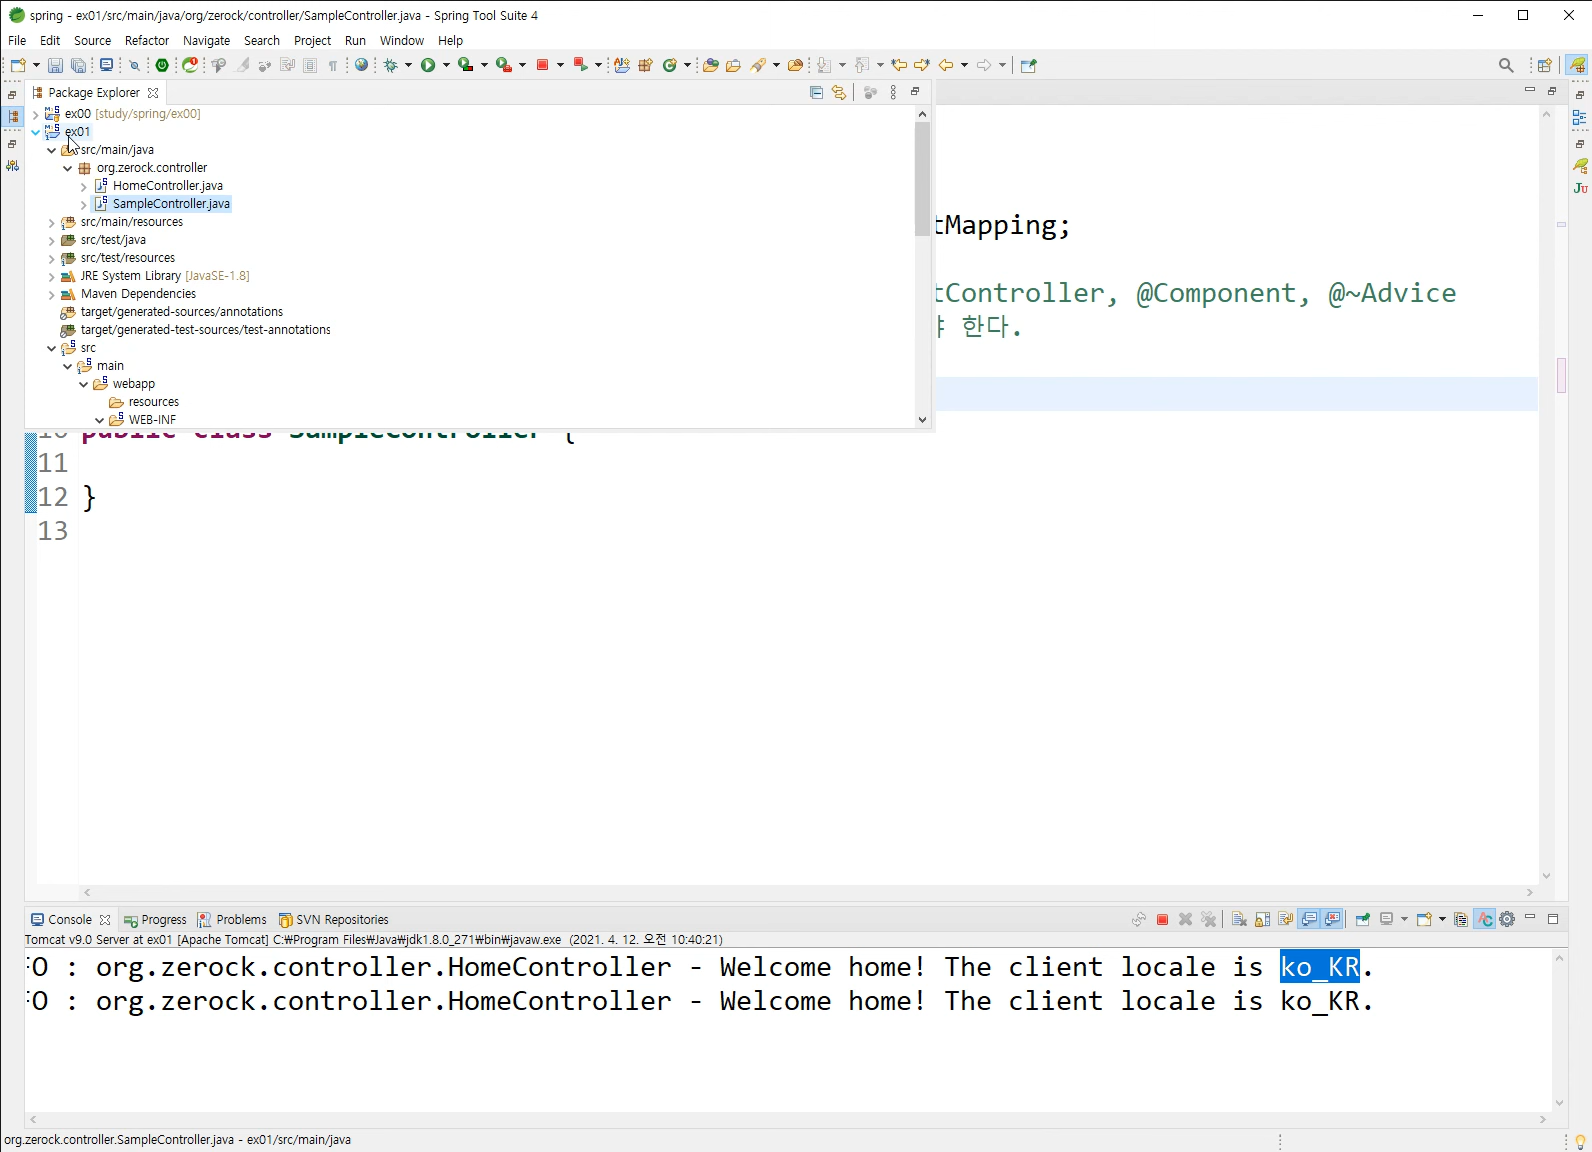 spring - ex01/src/main/java/org/zerock/controller/SampleController.java - Spring Tool Suite 4
File Edit Source Refactor Navigate Search Project Run Window Help
Package Explorer
ex00 [study/spring/ex00]
ex01
src/main/java
org.zerock.controller
HomeController.java
SampleController.java
src/main/resources
src/test/java
src/test/resources
JRE System Library [JavaSE-1.8]
Maven Dependencies
target/generated-sources/annotations
target/generated-test-sources/test-annotations
src
main
webapp
resources
WEB-INF
tMapping;
tController, @Component, @~Advice
한다.
10 public class SampleController {
11
12 }
13
Console Progress Problems SVN Repositories
Tomcat v9.0 Server at ex01 [Apache Tomcat] C:₩Program Files₩Java₩jdk1.8.0_271₩bin₩javaw.exe (2021. 4. 12. 오전 10:40:21)
FO : org.zerock.controller.HomeController - Welcome home! The client locale is ko_KR.
FO : org.zerock.controller.HomeController - Welcome home! The client locale is ko_KR.
org.zerock.controller.SampleController.java - ex01/src/main/java